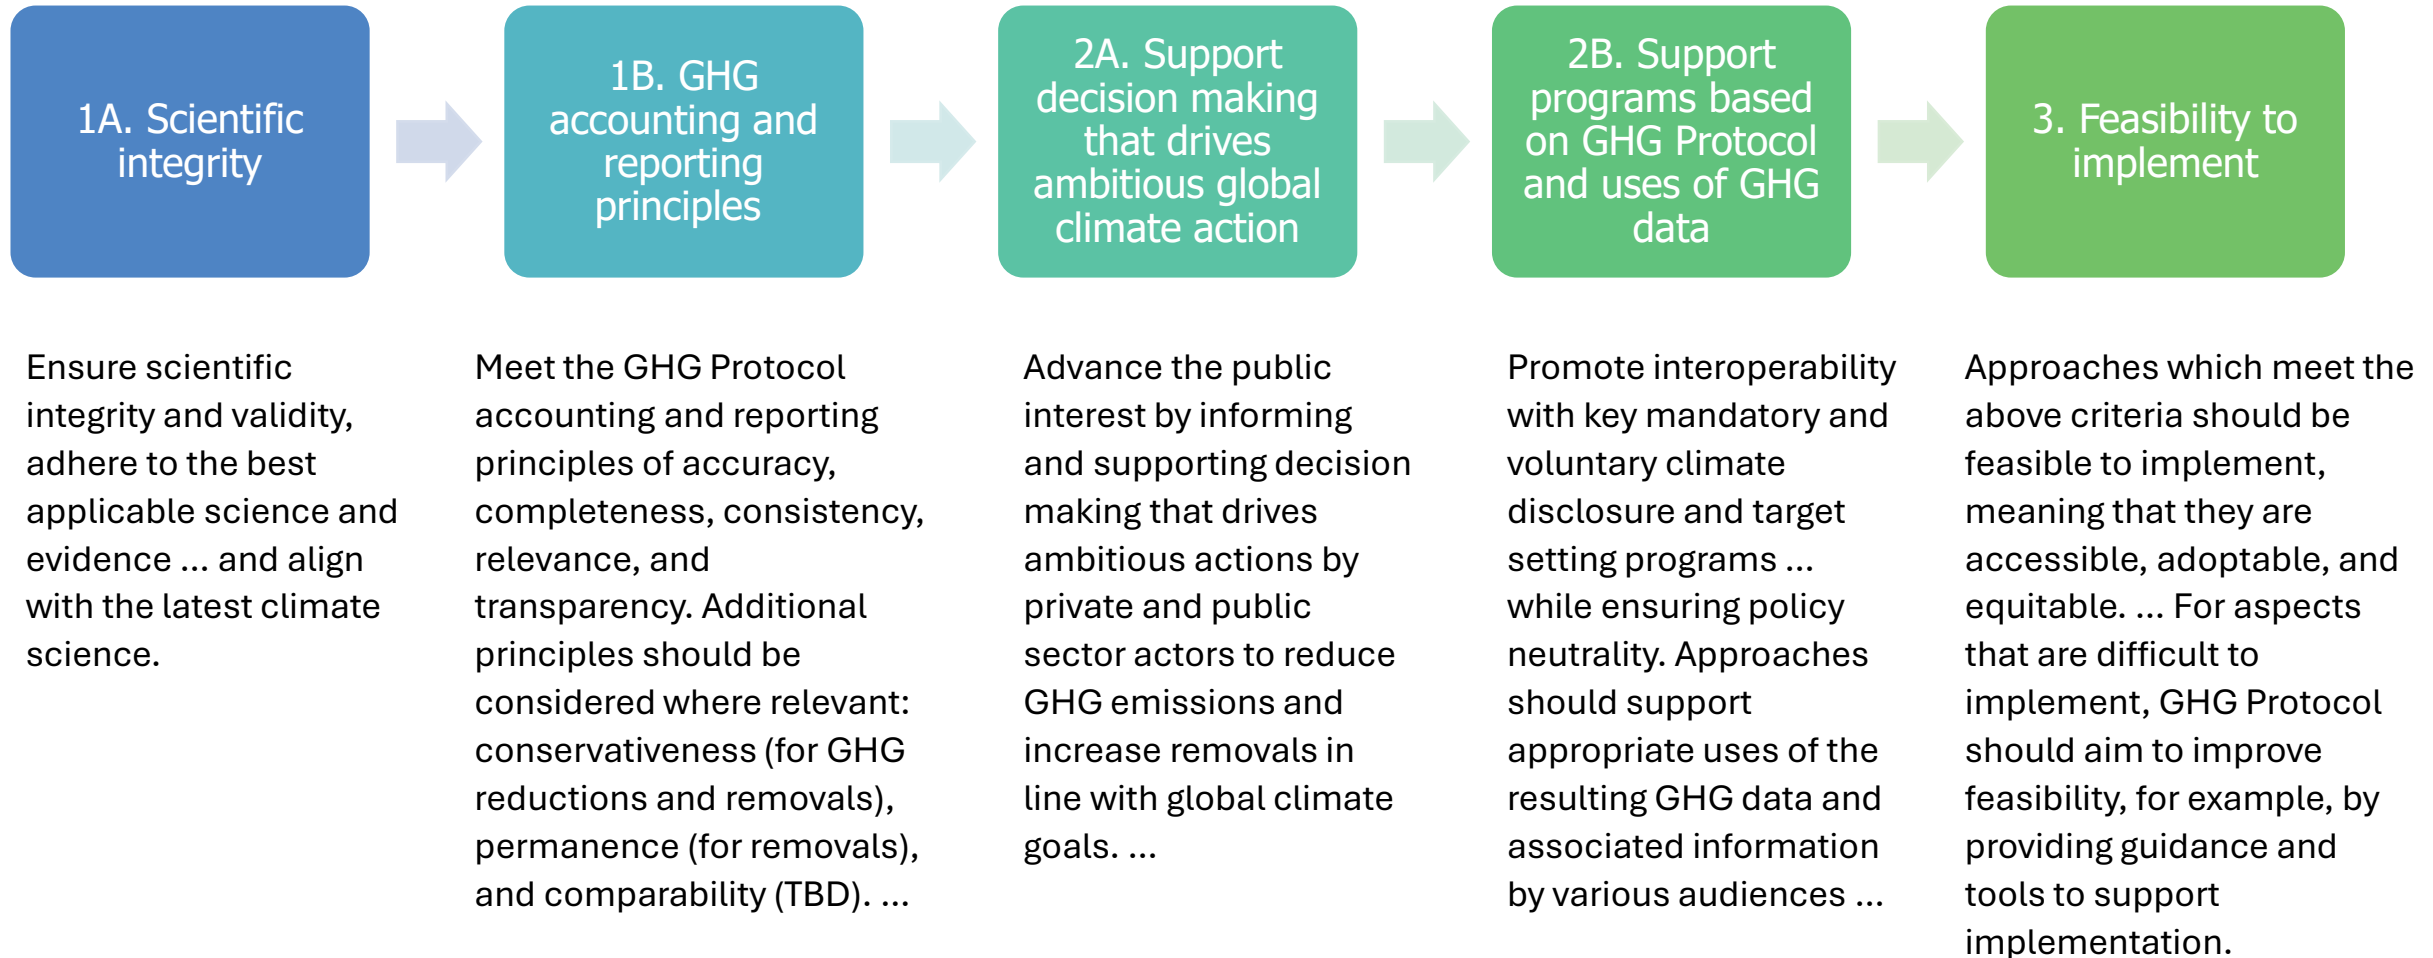 1A. Scientific
integrity
1B. GHG
accounting and
reporting
principles
2A. Support
decision making
that drives
ambitious global
climate action
2B. Support
programs based
on GHG Protocol
and uses of GHG
data
3. Feasibility to
implement
Ensure scientific
integrity and validity,
adhere to the best
applicable science and
evidence ... and align
with the latest climate
science.
Meet the GHG Protocol
accounting and reporting
principles of accuracy,
completeness, consistency,
relevance, and
transparency. Additional
principles should be
considered where relevant:
conservativeness (for GHG
reductions and removals),
permanence (for removals),
and comparability (TBD). ...
Advance the public
interest by informing
and supporting decision
making that drives
ambitious actions by
private and public
sector actors to reduce
GHG emissions and
increase removals in
line with global climate
goals. ...
Promote interoperability
with key mandatory and
voluntary climate
disclosure and target
setting programs ...
while ensuring policy
neutrality. Approaches
should support
appropriate uses of the
resulting GHG data and
associated information
by various audiences ...
Approaches which meet the
above criteria should be
feasible to implement,
meaning that they are
accessible, adoptable, and
equitable. ... For aspects
that are difficult to
implement, GHG Protocol
should aim to improve
feasibility, for example, by
providing guidance and
tools to support
implementation.